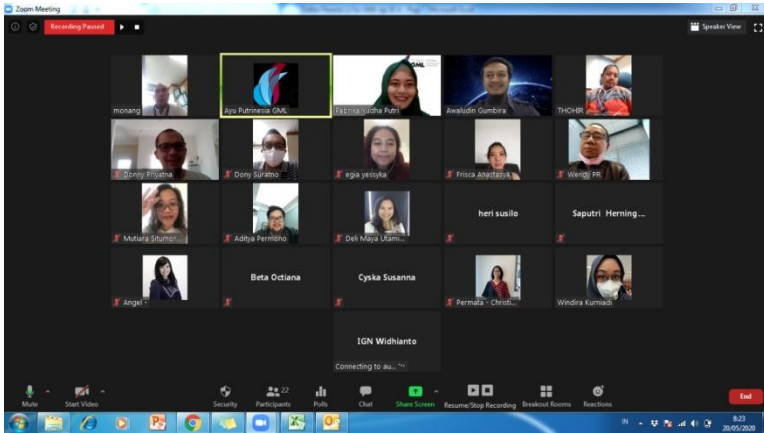 Zoom Meeting
Recording Paused
Speaker View
monang
Ayu Putrinesia GML
GML
Febrisa Yudha Putri
Awaludin Gumbira
THOHIR
Donny Priyatna
Dony Suratno
egia yessyka
Frisca Anastasya
Wendy PR
Mutiara Situmor...
Aditya Permono
Deli Maya Utami...
heri susilo
Saputri Herning...
Angel -
Beta Octiana
Cyska Susanna
Permata - Christi...
Windira Kurniadi
IGN Widhianto
Connecting to au...
Mute
Start Video
Security
22
Participants
Polls
Chat
Share Screen
Resume/Stop Recording
Breakout Rooms
Reactions
End
IN
8:23
20/05/2020